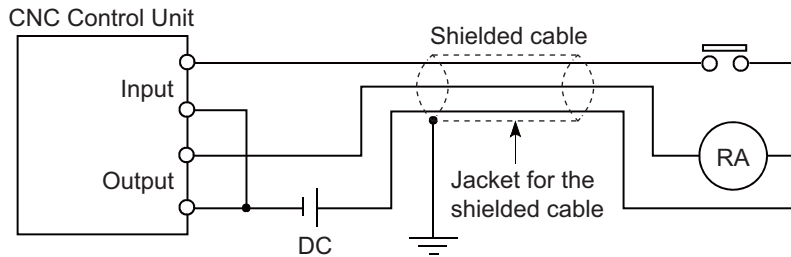 CNC Control Unit
Shielded cable
Input
RA
Output
Jacket for the
shielded cable
DC